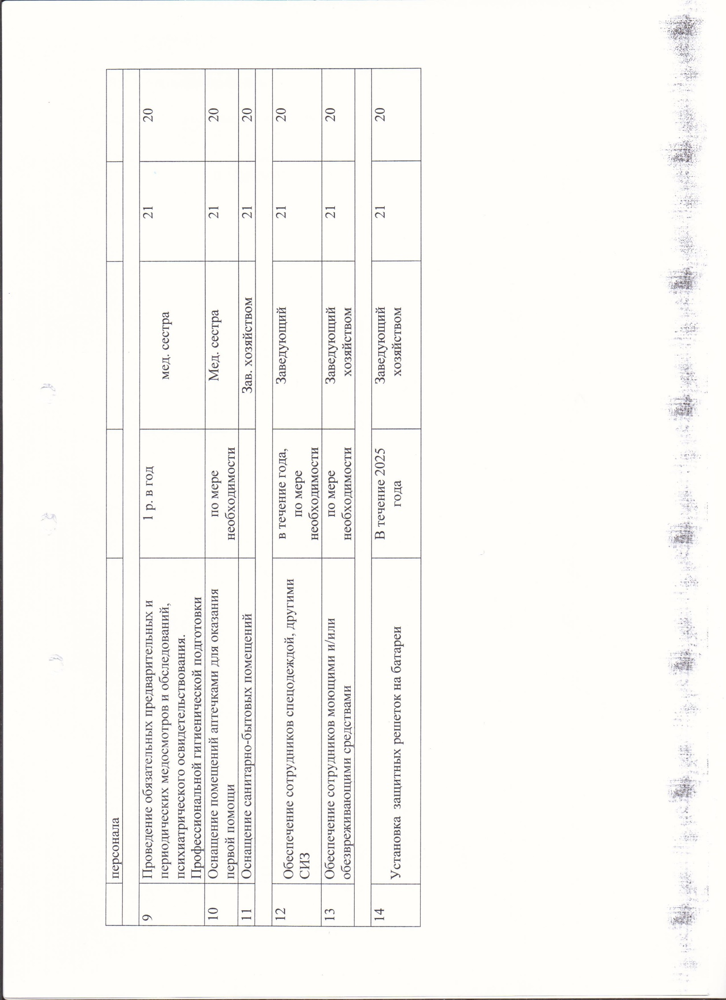 персонала
9 Проведение обязательных предварительных и 1 р. в год 21 20
периодических медосмотров и обследований, мед. сестра
психиатрического освидетельствования.
Профессиональной гигиенической подготовки
10 Оснащение помещений аптечками для оказания по мере Мед. сестра 21 20
первой помощи необходимости
11 Оснащение санитарно-бытовых помещений Зав. хозяйством 21 20
12 Обеспечение сотрудников спецодеждой, другими в течение года, Заведующий 21 20
СИЗ по мере
необходимости
13 Обеспечение сотрудников моющими и/или по мере Заведующий 21 20
обезвреживающими средствами необходимости хозяйством
14 В течение 2025 Заведующий 21 20
Установка защитных решеток на батареи года хозяйством